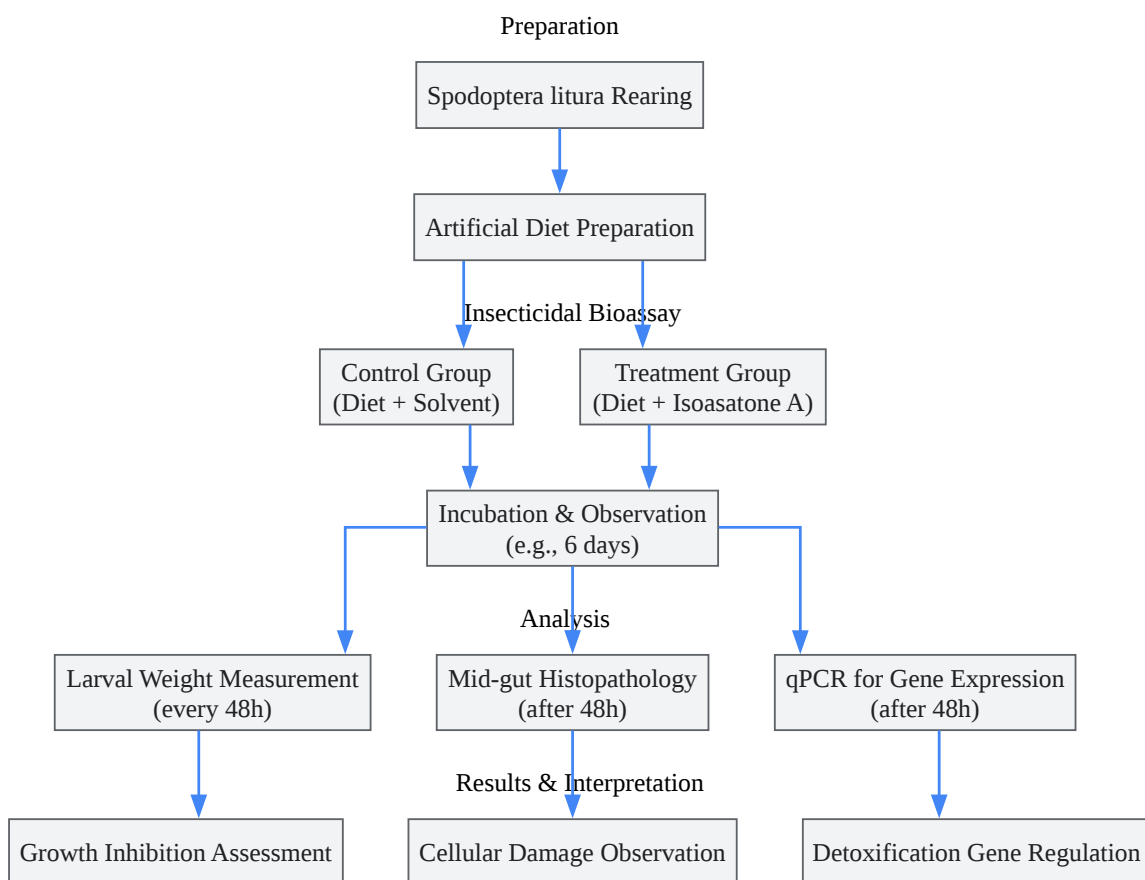 Preparation
Spodoptera litura Rearing
Artificial Diet Preparation
Insecticidal Bioassay
Control Group
(Diet + Solvent)
Treatment Group
(Diet + Isoasatone A)
Incubation & Observation
(e.g., 6 days)
Analysis
Larval Weight Measurement
(every 48h)
Mid-gut Histopathology
(after 48h)
qPCR for Gene Expression
(after 48h)
Results & Interpretation
Growth Inhibition Assessment
Cellular Damage Observation
Detoxification Gene Regulation